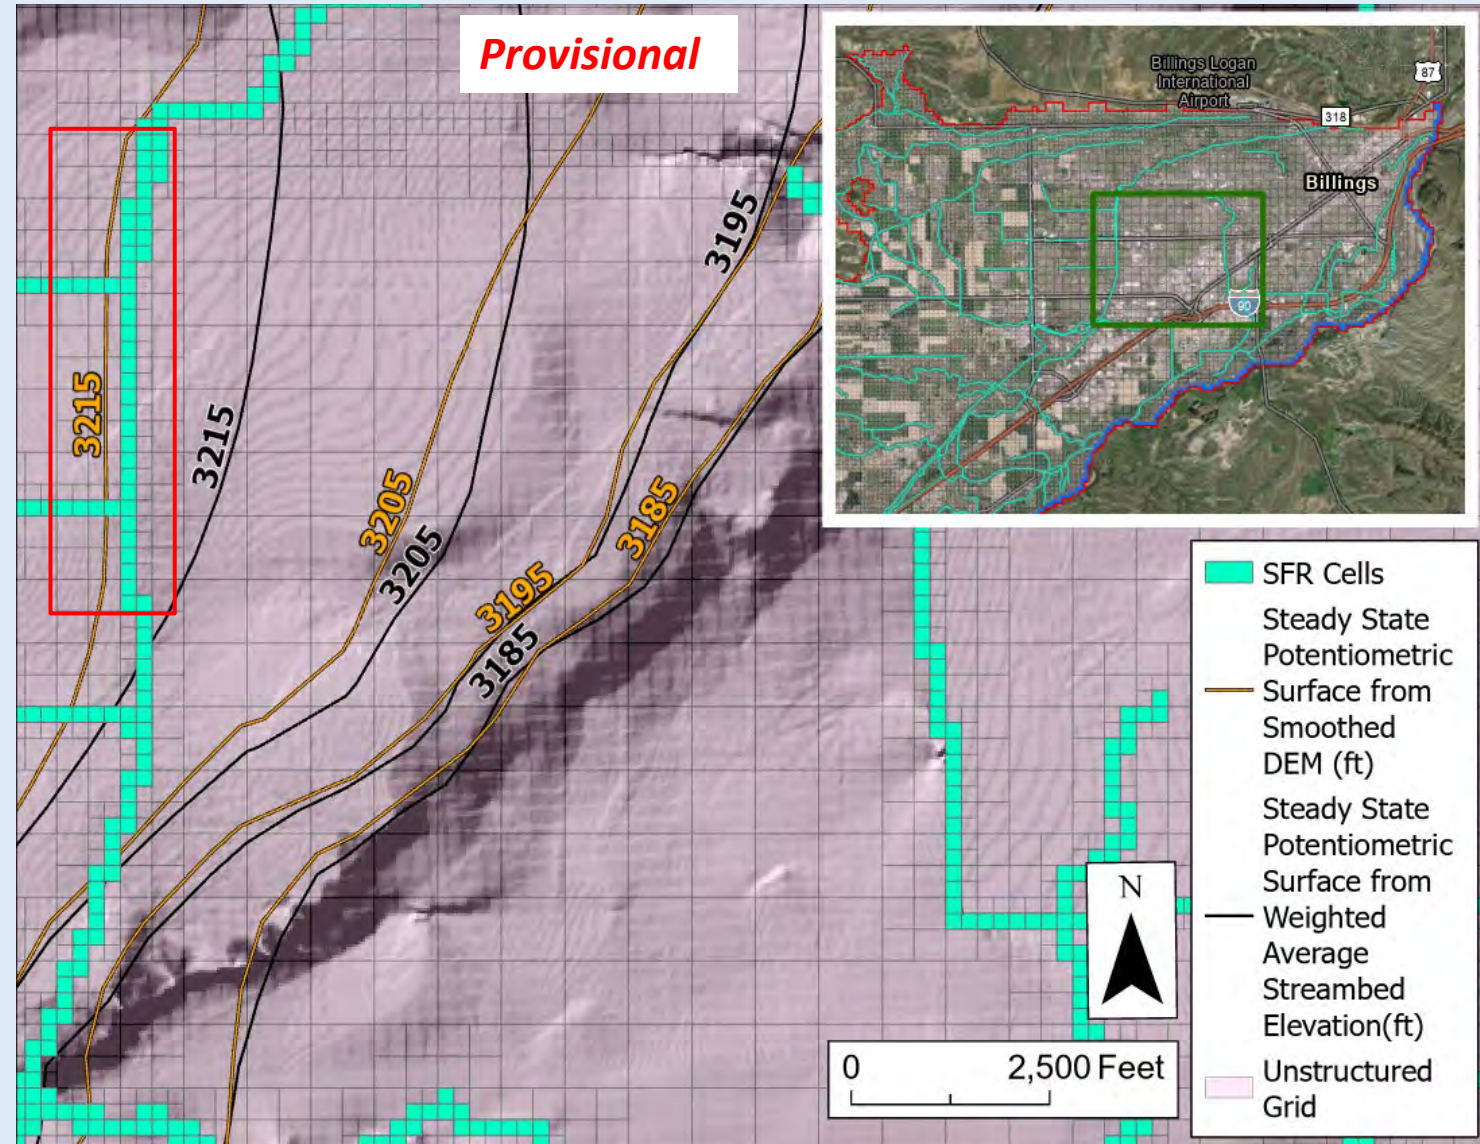 Provisional
Billings Logan
International
Airport
87
318
Billings
90
3195
3215
3215
3205
3205
3185
3195
3185
SFR Cells
Steady State
Potentiometric
Surface from
Smoothed
DEM (ft)
Steady State
Potentiometric
Surface from
Weighted
Average
Streambed
Elevation(ft)
Unstructured
Grid
N
0 2,500 Feet